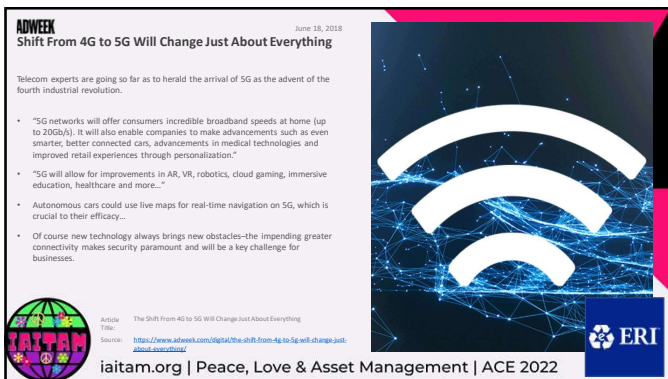 ADWEEK
June 18, 2018
Shift From 4G to 5G Will Change Just About Everything
Telecom experts are going so far as to herald the arrival of 5G as the advent of the
fourth industrial revolution.
• “5G networks will offer consumers incredible broadband speeds at home (up
to 20Gb/s). It will also enable companies to make advancements such as even
smarter, better connected cars, advancements in medical technologies and
improved retail experiences through personalization.”
• “5G will allow for improvements in AR, VR, robotics, cloud gaming, immersive
education, healthcare and more…”
• Autonomous cars could use live maps for real-time navigation on 5G, which is
crucial to their efficacy…
• Of course new technology always brings new obstacles–the impending greater
connectivity makes security paramount and will be a key challenge for
businesses.
Article
Title:
The Shift From 4G to 5G Will Change Just About Everything
Source:
https://www.adweek.com/digital/the-shift-from-4g-to-5g-will-change-just-
about-everything/
IAITAM
ERI
iaitam.org | Peace, Love & Asset Management | ACE 2022